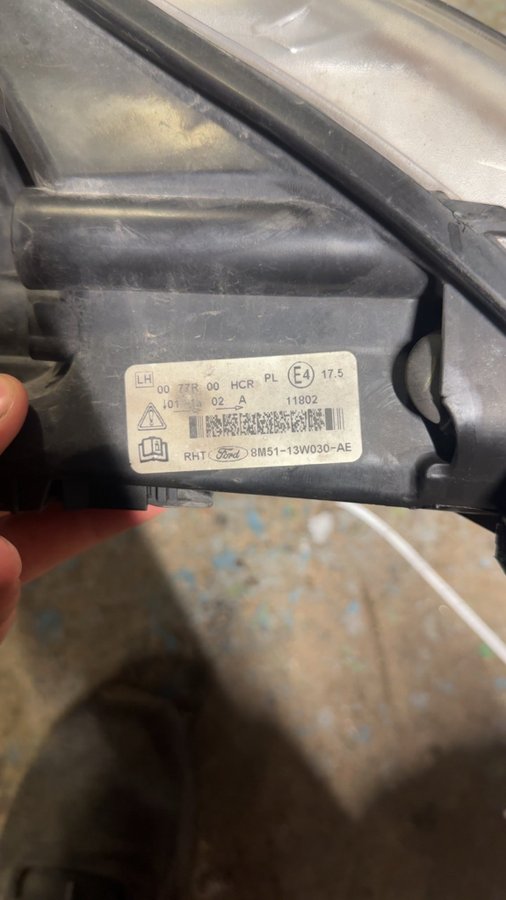 LH 00 77R 00 HCR PL E4 17.5
02 A 11802
RHT Ford 8M51-13W030-AE